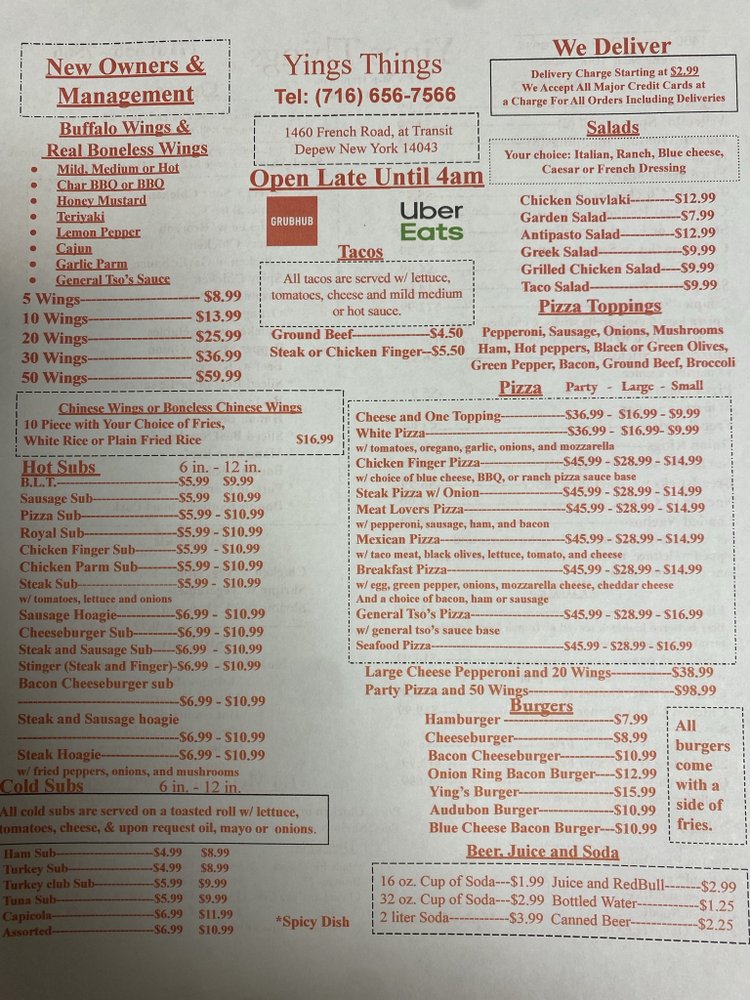 New Owners &
Management
Yings Things
Tel: (716) 656-7566
1460 French Road, at Transit
Depew New York 14043
Open Late Until 4am
GRUBHUB
Uber
Eats
We Deliver
Delivery Charge Starting at $2.99
We Accept All Major Credit Cards at
a Charge For All Orders Including Deliveries
Buffalo Wings &
Real Boneless Wings
• Mild, Medium or Hot
• Char BBQ or BBQ
• Honey Mustard
• Teriyaki
• Lemon Pepper
• Cajun
• Garlic Parm
• General Tso's Sauce
5 Wings---------------------- $8.99
10 Wings--------------------- $13.99
20 Wings--------------------- $25.99
30 Wings--------------------- $36.99
50 Wings--------------------- $59.99
Chinese Wings or Boneless Chinese Wings
10 Piece with Your Choice of Fries,
White Rice or Plain Fried Rice $16.99
Hot Subs 6 in. - 12 in.
B.L.T.---------------------$5.99 $9.99
Sausage Sub----------------$5.99 $10.99
Pizza Sub------------------$5.99 - $10.99
Royal Sub------------------$5.99 - $10.99
Chicken Finger Sub--------$5.99 - $10.99
Chicken Parm Sub----------$5.99 - $10.99
Steak Sub------------------$5.99 - $10.99
w/ tomatoes, lettuce and onions
Sausage Hoagie------------$6.99 - $10.99
Cheeseburger Sub----------$6.99 - $10.99
Steak and Sausage Sub-----$6.99 - $10.99
Stinger (Steak and Finger)-$6.99 - $10.99
Bacon Cheeseburger sub
--------------------------------$6.99 - $10.99
Steak and Sausage hoagie
--------------------------------$6.99 - $10.99
Steak Hoagie---------------$6.99 - $10.99
w/ fried peppers, onions, and mushrooms
Cold Subs 6 in. - 12 in.
All cold subs are served on a toasted roll w/ lettuce,
tomatoes, cheese, & upon request oil, mayo or onions.
Ham Sub--------------------$4.99 $8.99
Turkey Sub-----------------$4.99 $8.99
Turkey club Sub------------$5.99 $9.99
Tuna Sub-------------------$5.99 $9.99
Capicola--------------------$6.99 $11.99
Assorted--------------------$6.99 $10.99
*Spicy Dish
Tacos
All tacos are served w/ lettuce,
tomatoes, cheese and mild medium
or hot sauce.
Ground Beef----------------$4.50
Steak or Chicken Finger--$5.50
Salads
Your choice: Italian, Ranch, Blue cheese,
Caesar or French Dressing
Chicken Souvlaki----------$12.99
Garden Salad----------------$7.99
Antipasto Salad------------$12.99
Greek Salad-----------------$9.99
Grilled Chicken Salad----$9.99
Taco Salad-------------------$9.99
Pizza Toppings
Pepperoni, Sausage, Onions, Mushrooms
Ham, Hot peppers, Black or Green Olives,
Green Pepper, Bacon, Ground Beef, Broccoli
Pizza Party - Large - Small
Cheese and One Topping--------------$36.99 - $16.99 - $9.99
White Pizza------------------------------$36.99 - $16.99- $9.99
w/ tomatoes, oregano, garlic, onions, and mozzarella
Chicken Finger Pizza------------------$45.99 - $28.99 - $14.99
w/ choice of blue cheese, BBQ, or ranch pizza sauce base
Steak Pizza w/ Onion------------------$45.99 - $28.99 - $14.99
Meat Lovers Pizza----------------------$45.99 - $28.99 - $14.99
w/ pepperoni, sausage, ham, and bacon
Mexican Pizza---------------------------$45.99 - $28.99 - $14.99
w/ taco meat, black olives, lettuce, tomato, and cheese
Breakfast Pizza--------------------------$45.99 - $28.99 - $14.99
w/ egg, green pepper, onions, mozzarella cheese, cheddar cheese
And a choice of bacon, ham or sausage
General Tso's Pizza--------------------$45.99 - $28.99 - $16.99
w/ general tso's sauce base
Seafood Pizza----------------------------$45.99 - $28.99 - $16.99
Large Cheese Pepperoni and 20 Wings-------------$38.99
Party Pizza and 50 Wings-------------------------------$98.99
Burgers
Hamburger ------------------------$7.99
Cheeseburger----------------------$8.99
Bacon Cheeseburger------------$10.99
Onion Ring Bacon Burger----$12.99
Ying's Burger---------------------$15.99
Audubon Burger-----------------$10.99
Blue Cheese Bacon Burger---$10.99
All
burgers
come
with a
side of
fries.
Beer, Juice and Soda
16 oz. Cup of Soda---$1.99 Juice and RedBull-------$2.99
32 oz. Cup of Soda---$2.99 Bottled Water-------------$1.25
2 liter Soda-------------$3.99 Canned Beer--------------$2.25